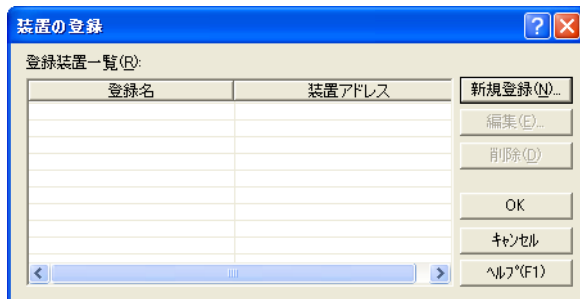 装置の登録
登録装置一覧(R):
登録名 装置アドレス
新規登録(N)...
編集(E)...
削除(D)
OK
ｷｬﾝｾﾙ
ﾍﾙﾌﾟ(F1)